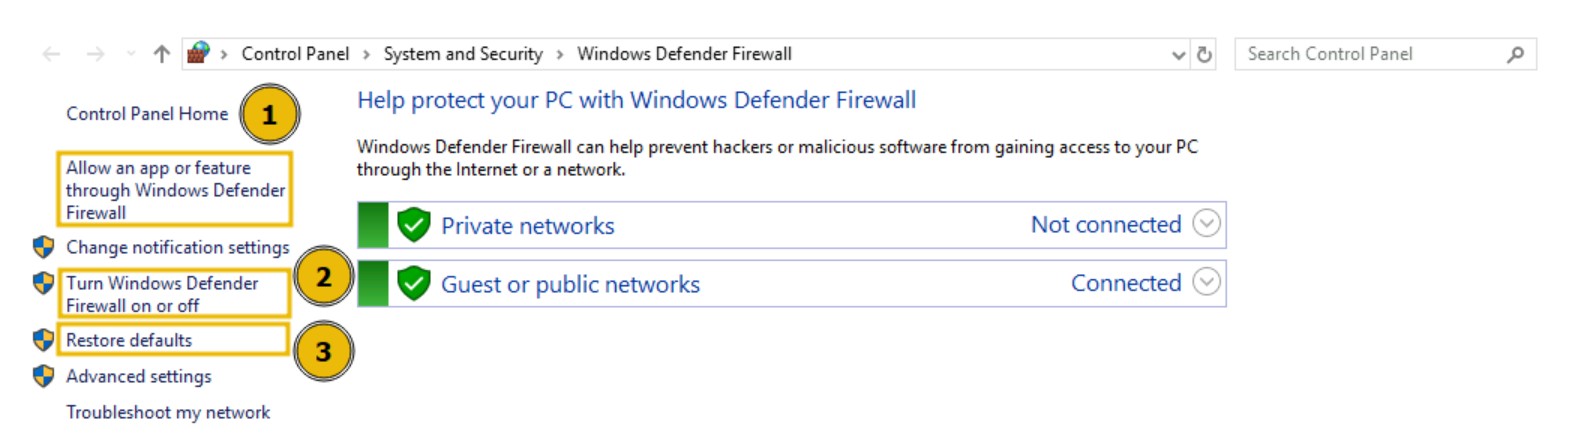 Control Panel > System and Security > Windows Defender Firewall
Search Control Panel
Control Panel Home
1
Allow an app or feature
through Windows Defender
Firewall
Change notification settings
2
Turn Windows Defender
Firewall on or off
Restore defaults
3
Advanced settings
Troubleshoot my network
Help protect your PC with Windows Defender Firewall
Windows Defender Firewall can help prevent hackers or malicious software from gaining access to your PC
through the Internet or a network.
Private networks Not connected
Guest or public networks Connected